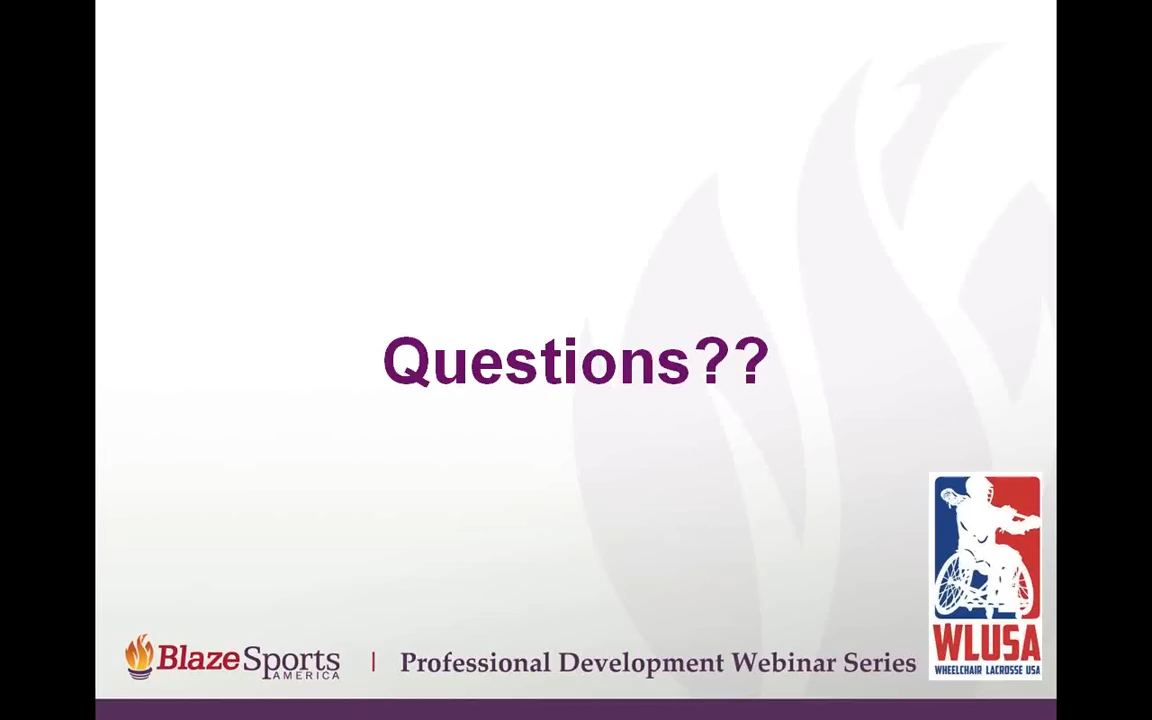 Questions??
BlazeSports
AMERICA
Professional Development Webinar Series
WLUSA
WHEELCHAIR LACROSSE USA